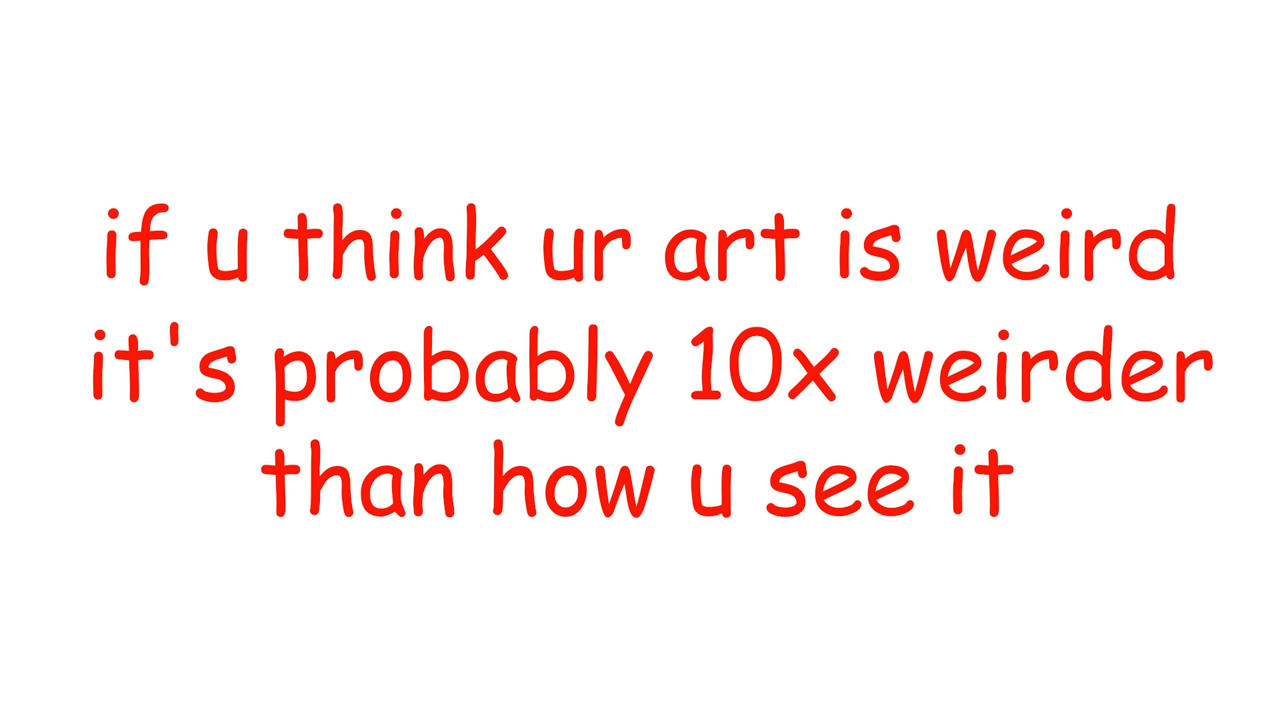 if u think ur art is weird
it's probably 10x weirder
than how u see it